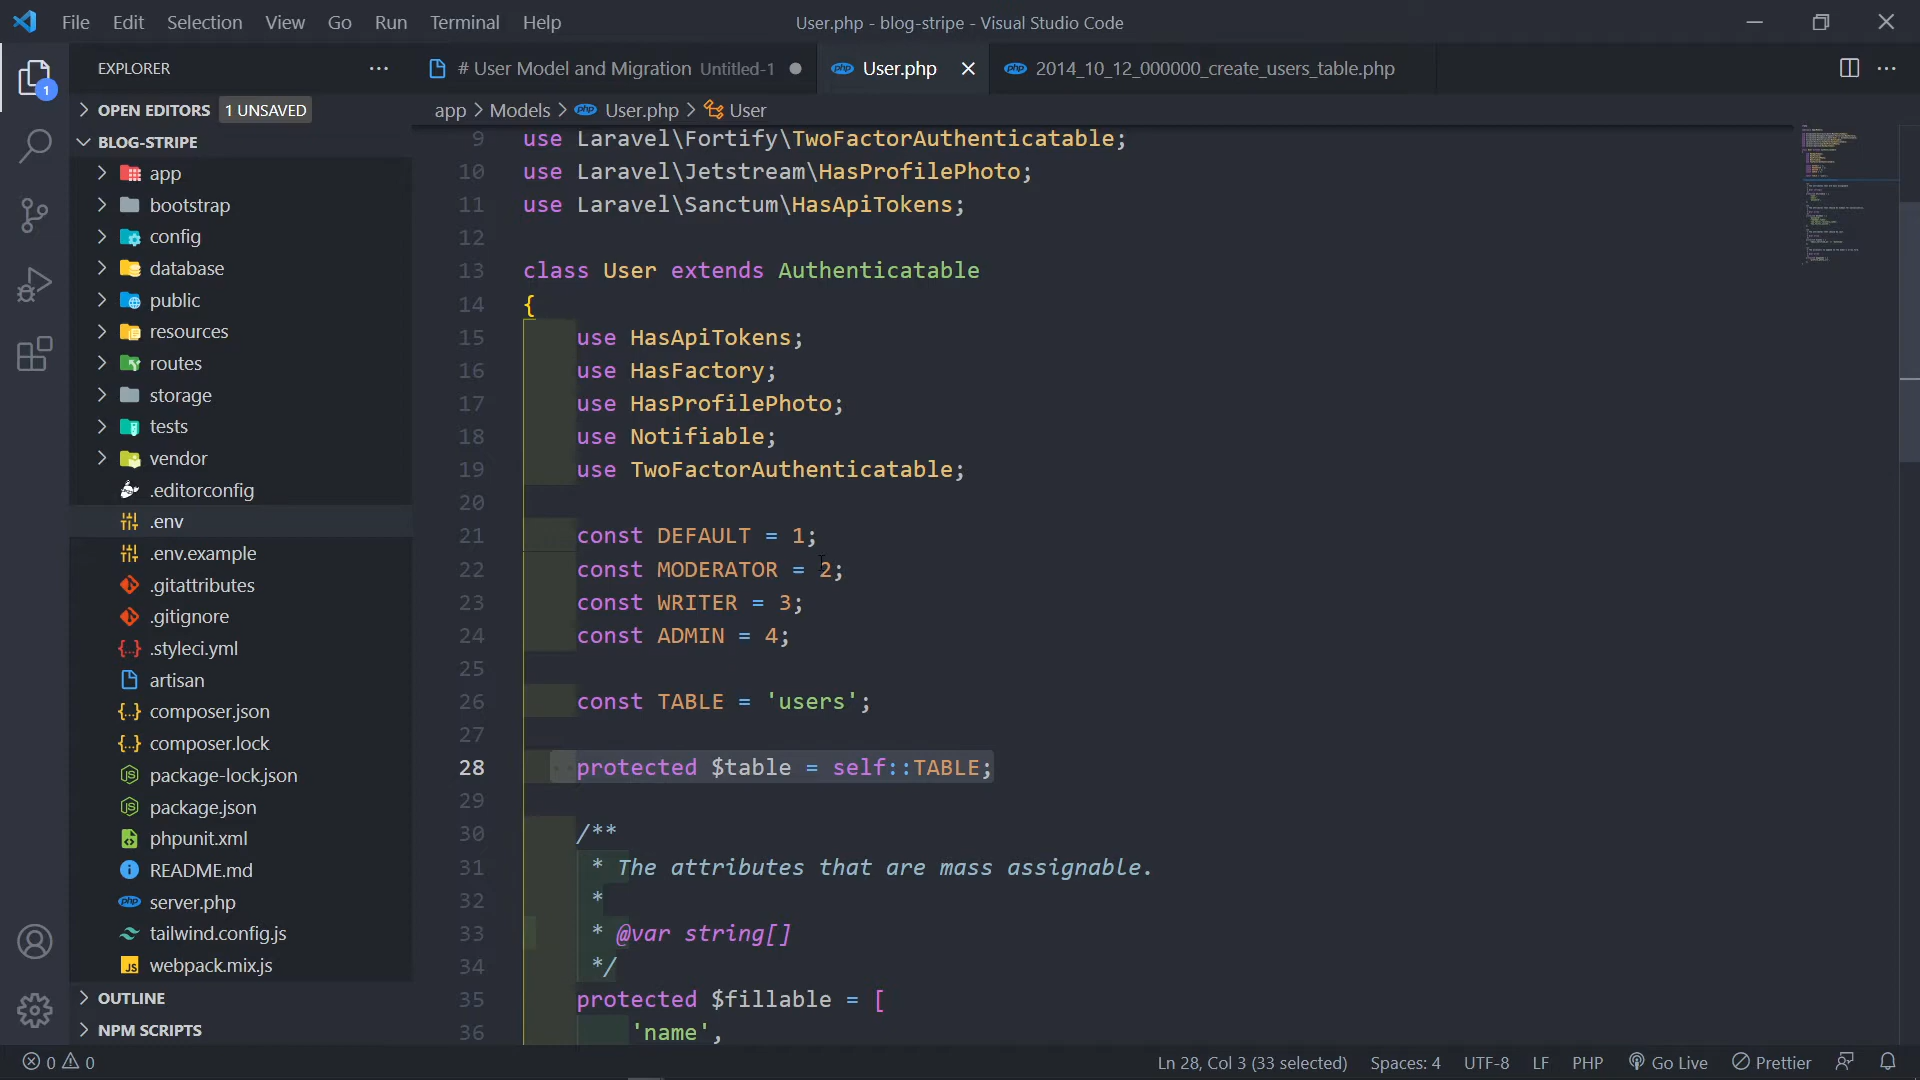 File Edit Selection View Go Run Terminal Help
User.php - blog-stripe - Visual Studio Code
EXPLORER
1
OPEN EDITORS 1 UNSAVED
BLOG-STRIPE
app
bootstrap
config
database
public
resources
routes
storage
tests
vendor
.editorconfig
.env
.env.example
.gitattributes
.gitignore
.styleci.yml
artisan
composer.json
composer.lock
package-lock.json
package.json
phpunit.xml
README.md
server.php
tailwind.config.js
webpack.mix.js
OUTLINE
NPM SCRIPTS
# User Model and Migration Untitled-1
php User.php
php 2014_10_12_000000_create_users_table.php
app > Models > php User.php > User
9 use Laravel\Fortify\TwoFactorAuthenticatable;
10 use Laravel\Jetstream\HasProfilePhoto;
11 use Laravel\Sanctum\HasApiTokens;
12
13 class User extends Authenticatable
14 {
15 use HasApiTokens;
16 use HasFactory;
17 use HasProfilePhoto;
18 use Notifiable;
19 use TwoFactorAuthenticatable;
20
21 const DEFAULT = 1;
22 const MODERATOR = 2;
23 const WRITER = 3;
24 const ADMIN = 4;
25
26 const TABLE = 'users';
27
28 protected $table = self::TABLE;
29
30 /**
31 * The attributes that are mass assignable.
32 *
33 * @var string[]
34 */
35 protected $fillable = [
36 'name',
0 0
Ln 28, Col 3 (33 selected) Spaces: 4 UTF-8 LF PHP Go Live Prettier